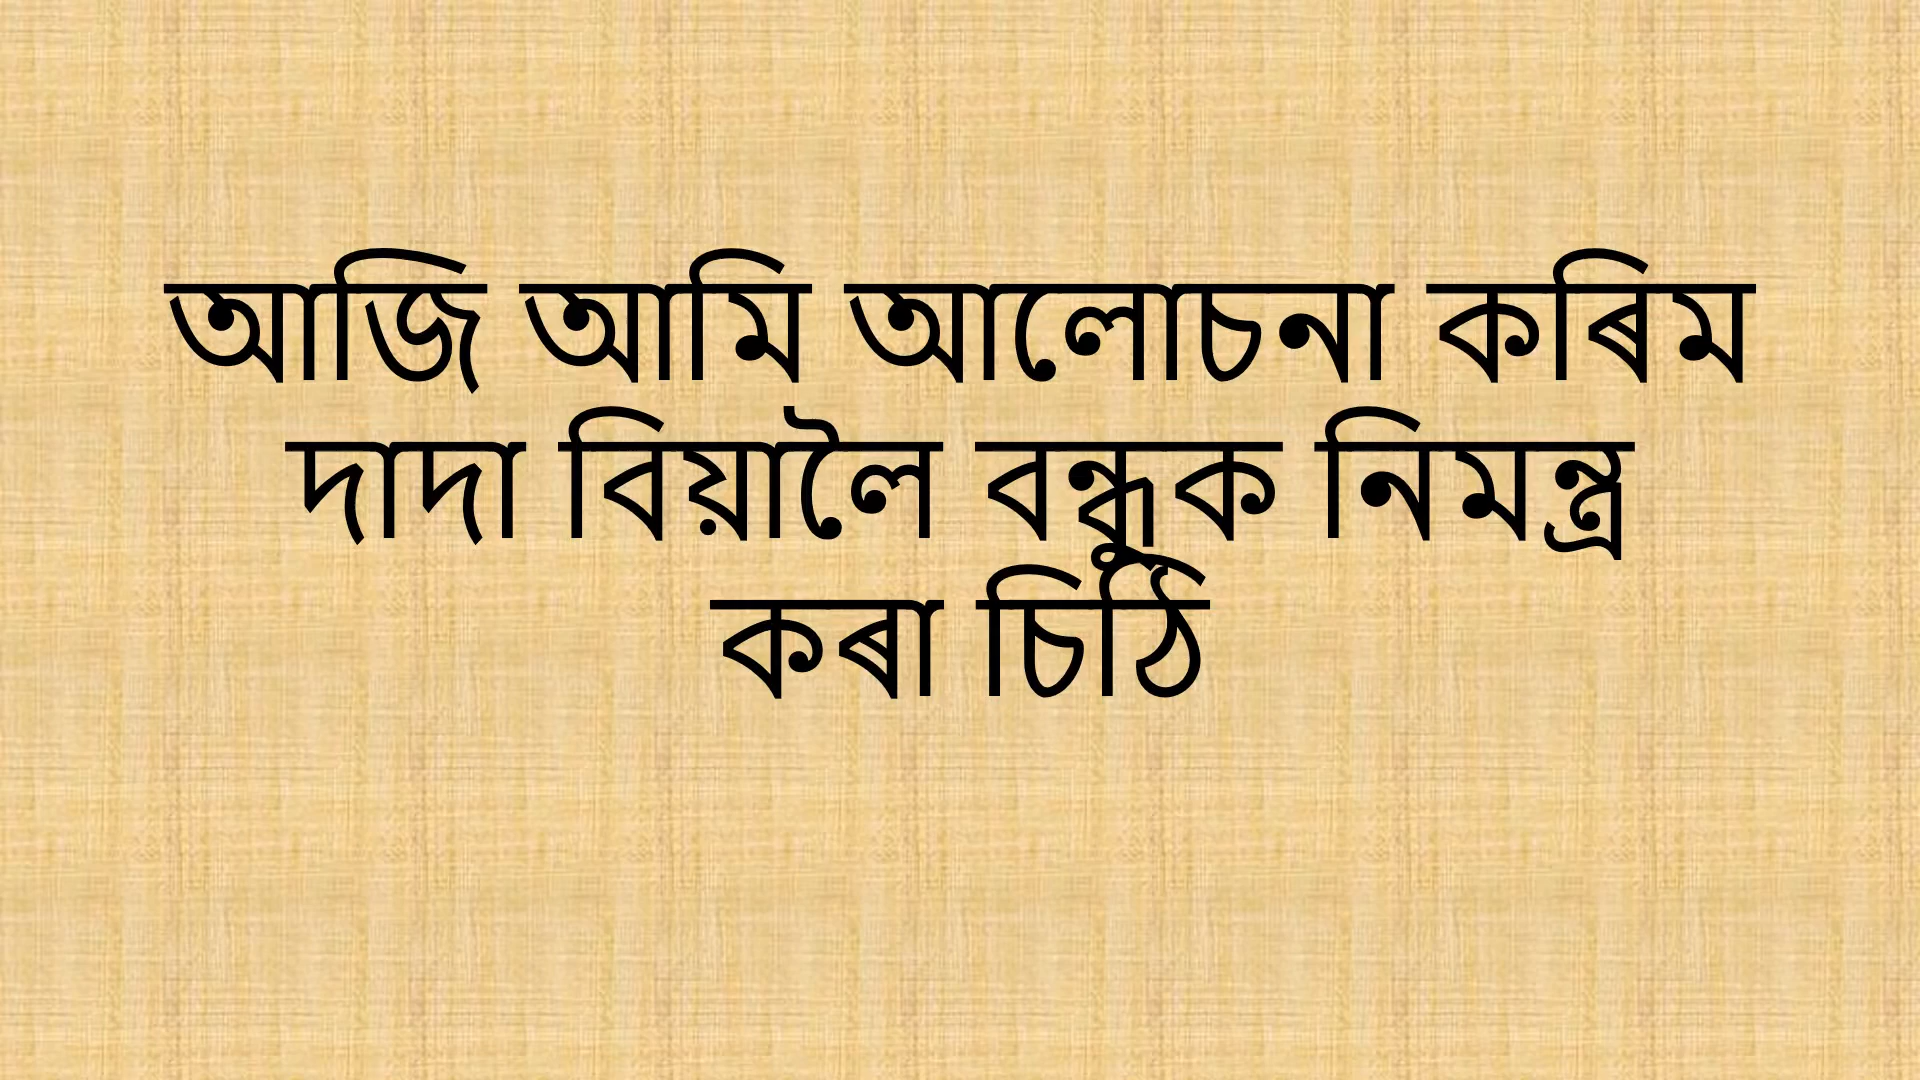 আজি আমি আলোচনা কৰিম
দাদা বিয়ালৈ বন্ধুক নিমন্ত্র
কৰা চিঠি